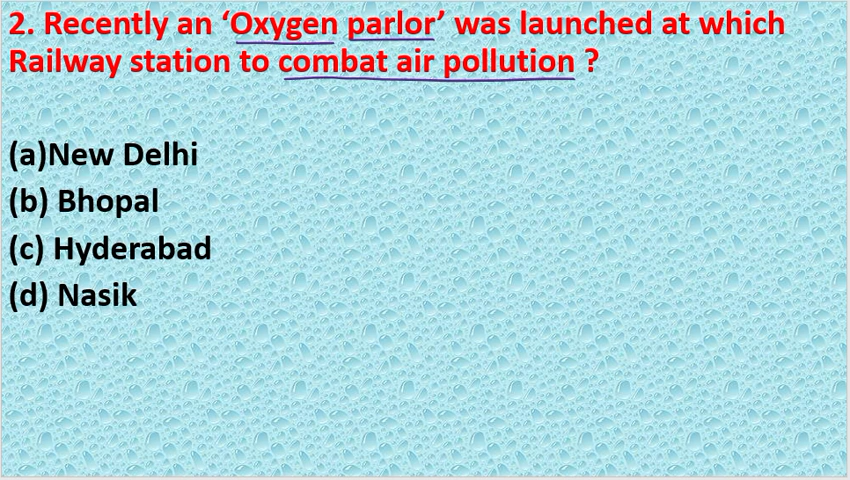 2. Recently an ‘Oxygen parlor’ was launched at which
Railway station to combat air pollution ?
(a)New Delhi
(b) Bhopal
(c) Hyderabad
(d) Nasik